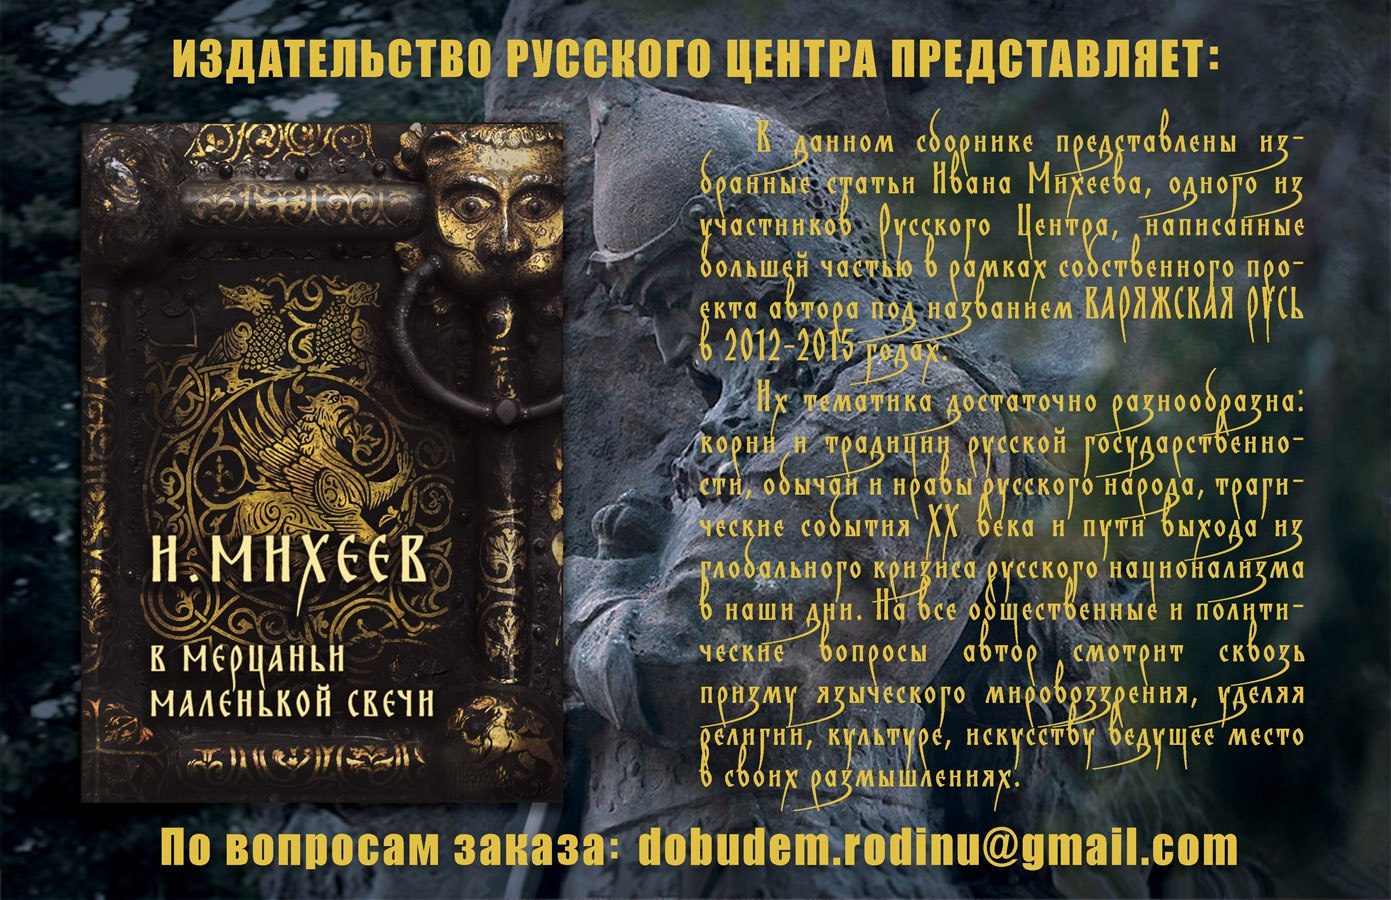 ИЗДАТЕЛЬСТВО РУССКОГО ЦЕНТРА ПРЕДСТАВЛЯЕТ:
И. МИХЕЕВ
В МЕРЦАНЬИ
МАЛЕНЬКОЙ СВЕЧИ
В данном сборнике представлены из-
бранные статьи Ивана Михеева, одного из
участников Русского Центра, написанные
большей частью в рамках собственного про-
екта автора под названием ВАРЯЖСКАЯ РУСЬ
в 2012-2015 годах.
Их тематика достаточно разнообразна:
корни и традиции русской государственно-
сти, обычаи и нравы русского народа, траги-
ческие события XX века и пути выхода из
глобального кризиса русского национализма
в наши дни. На все общественные и полити-
ческие вопросы автор смотрит сквозь
призму языческого мировоззрения, уделяя
религии, культуре, искусству ведущее место
в своих размышлениях.
По вопросам заказа: dobudem.rodinu@gmail.com